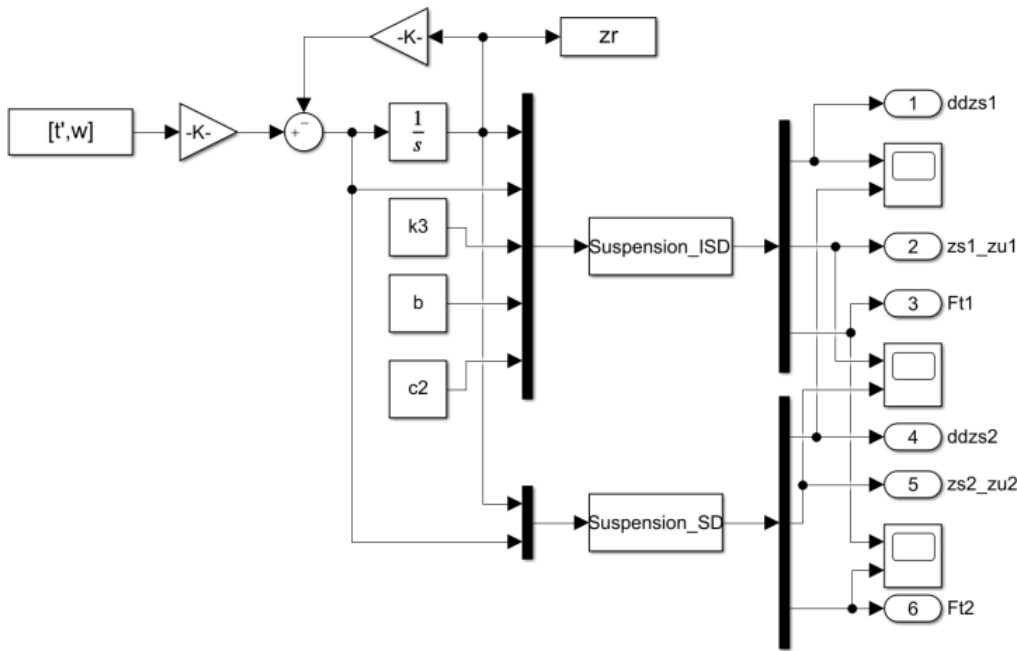 -K-
zr
1
ddzs1
[t',w]
-K-
+
−
1
s
k3
Suspension_ISD
2
zs1_zu1
b
3
Ft1
c2
4
ddzs2
5
zs2_zu2
Suspension_SD
6
Ft2